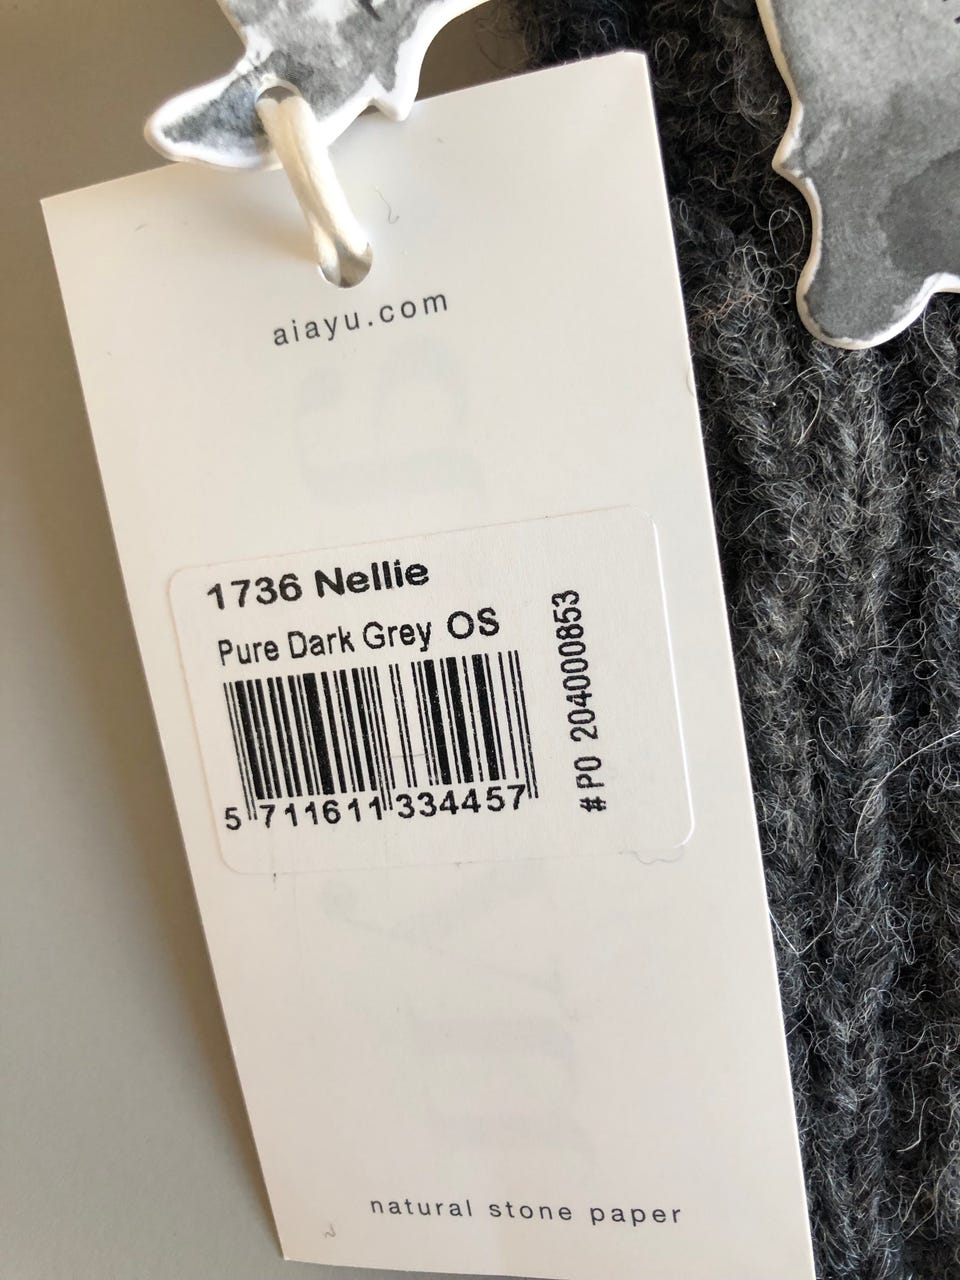 aiayu.com
1736 Nellie
Pure Dark Grey OS
5 711611 334457
#PO 204000853
natural stone paper